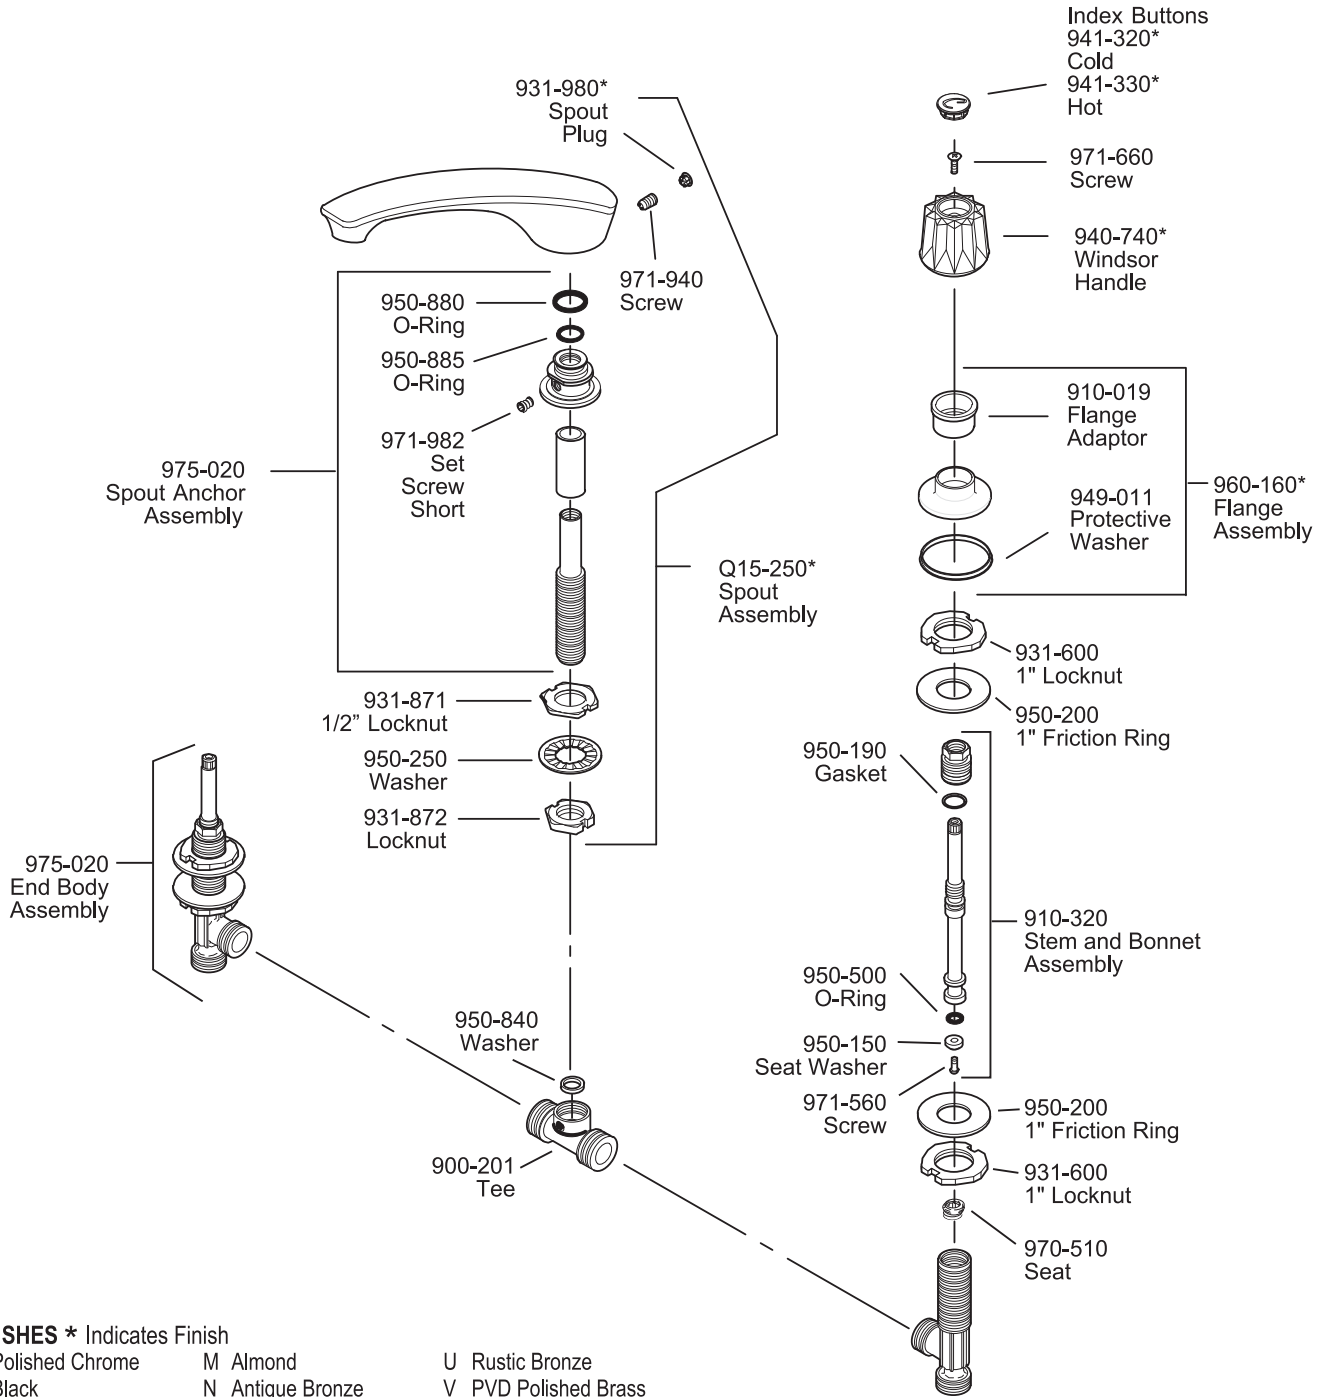 Index Buttons
941-320*
Cold
941-330*
Hot
931-980*
Spout
Plug
971-660
Screw
940-740*
Windsor
Handle
971-940
Screw
950-880
O-Ring
950-885
O-Ring
971-982
Set
Screw
Short
975-020
Spout Anchor
Assembly
910-019
Flange
Adaptor
949-011
Protective
Washer
960-160*
Flange
Assembly
Q15-250*
Spout
Assembly
931-600
1" Locknut
950-200
1" Friction Ring
931-871
1/2” Locknut
950-250
Washer
931-872
Locknut
950-190
Gasket
975-020
End Body
Assembly
910-320
Stem and Bonnet
Assembly
950-500
O-Ring
950-150
Seat Washer
971-560
Screw
950-840
Washer
900-201
Tee
950-200
1" Friction Ring
931-600
1" Locknut
970-510
Seat
SHES * Indicates Finish
Polished Chrome M Almond U Rustic Bronze
Black N Antique Bronze V PVD Polished Brass